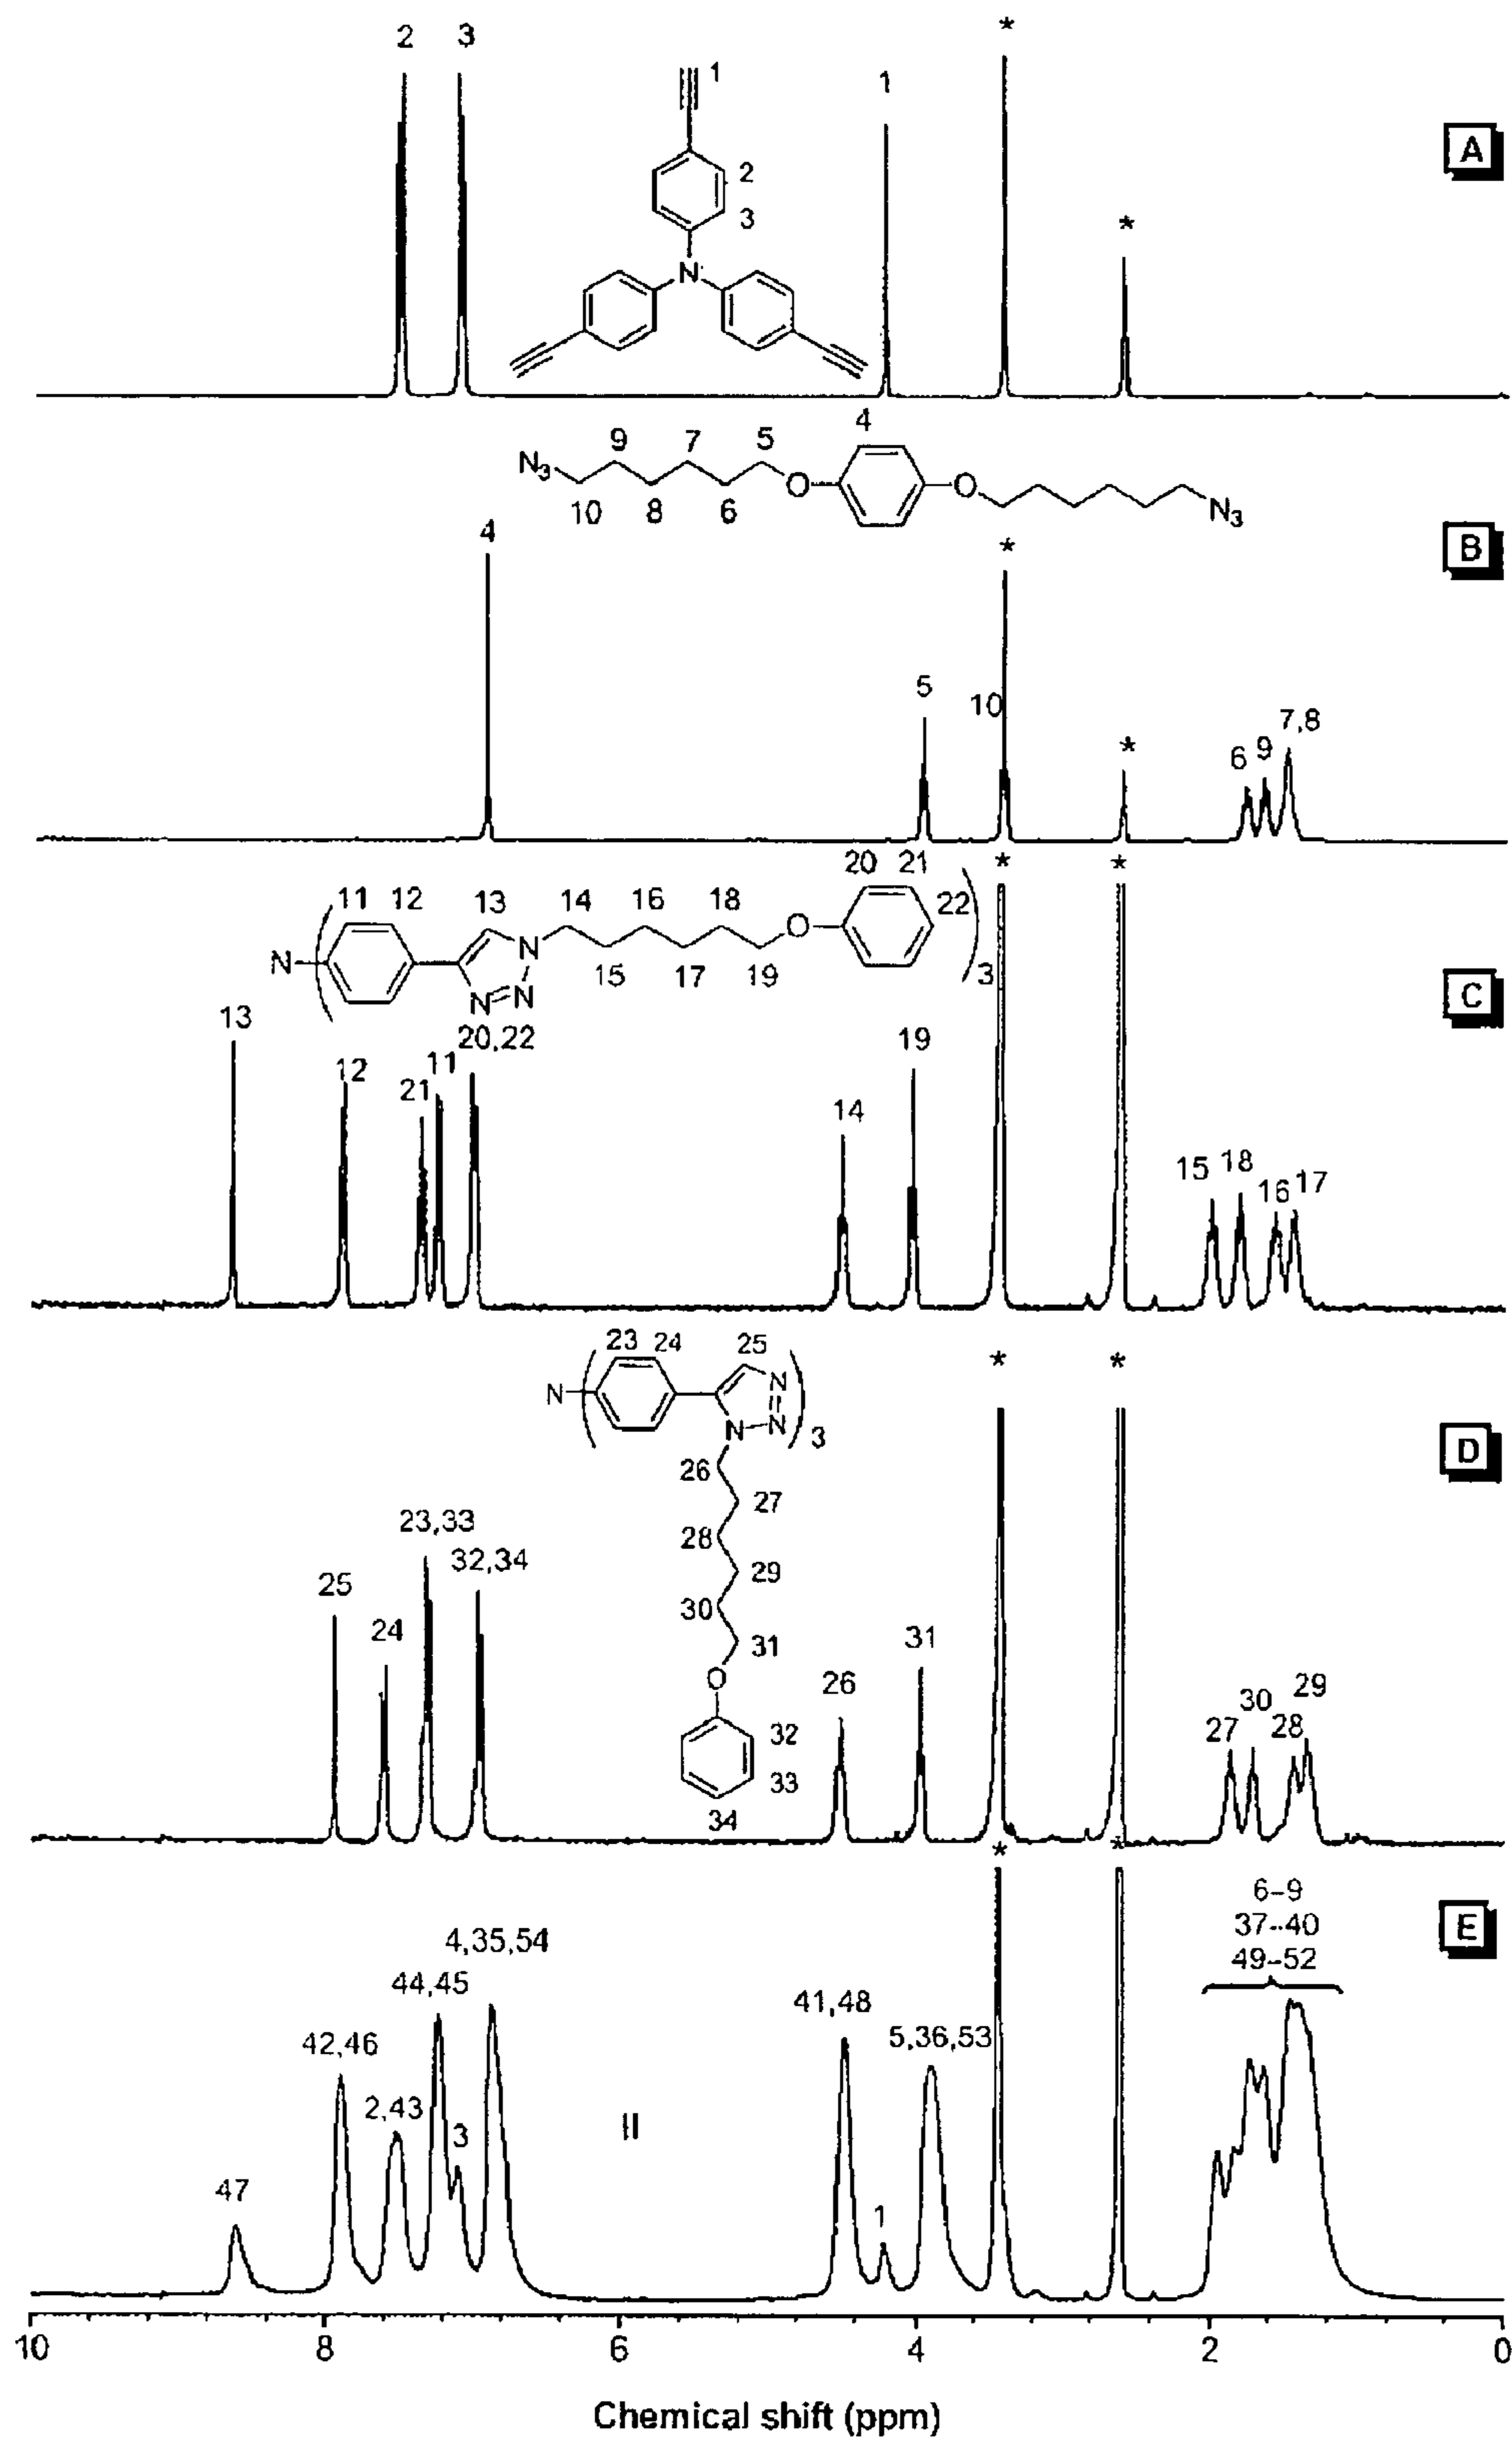 2 3 * 1
1 1
2
3
N
A
*
4
9 7 5
N3 O O
10 8 6 N3
4 * B
5 10 * 6 9 7,8
20 21 * *
11 12 13 14 16 18 O 22
N ( N )3
15 17 19
N=N
C
13 20,22 19
12 21 11 14 15 18 16 17
23 24 25 * *
N ( N
N N )3
26
27
28
29
30
31
O
32
33
34
D
23,33
32,34
25 24 26 31 27 30 28 29
* *
6-9
37-40
49-52
E
4,35,54
44,45
42,46
2,43 3
47
II
41,48
5,36,53
1
10 8 6 4 2 0
Chemical shift (ppm)